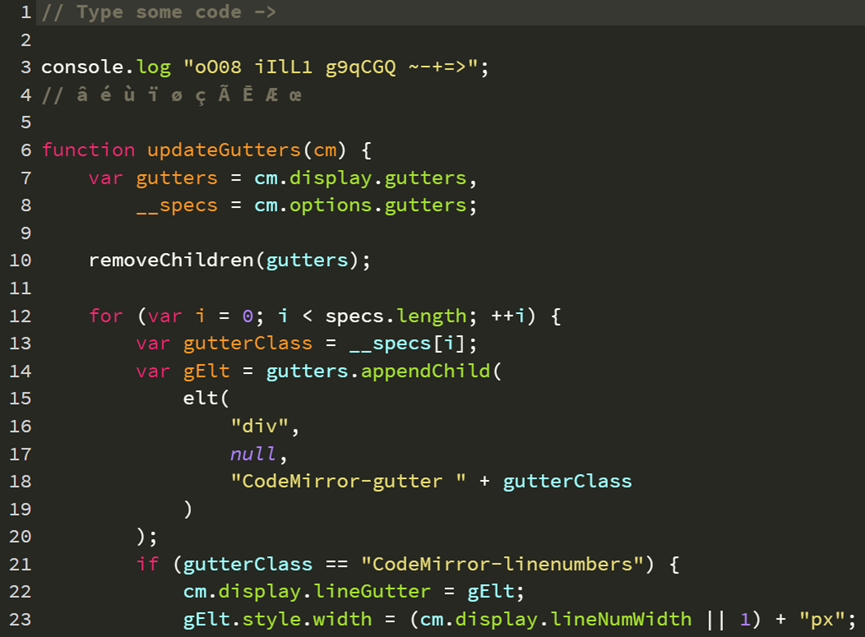 1 // Type some code ->
2
3 console.log "oO08 iIlL1 g9qCGQ ~-+=>";
4 // â é ù ï ø ç Ã Ē Æ œ
5
6 function updateGutters(cm) {
7     var gutters = cm.display.gutters,
8         __specs = cm.options.gutters;
9
10     removeChildren(gutters);
11
12     for (var i = 0; i < specs.length; ++i) {
13         var gutterClass = __specs[i];
14         var gElt = gutters.appendChild(
15             elt(
16                 "div",
17                 null,
18                 "CodeMirror-gutter " + gutterClass
19             )
20         );
21         if (gutterClass == "CodeMirror-linenumbers") {
22             cm.display.lineGutter = gElt;
23             gElt.style.width = (cm.display.lineNumWidth || 1) + "px";